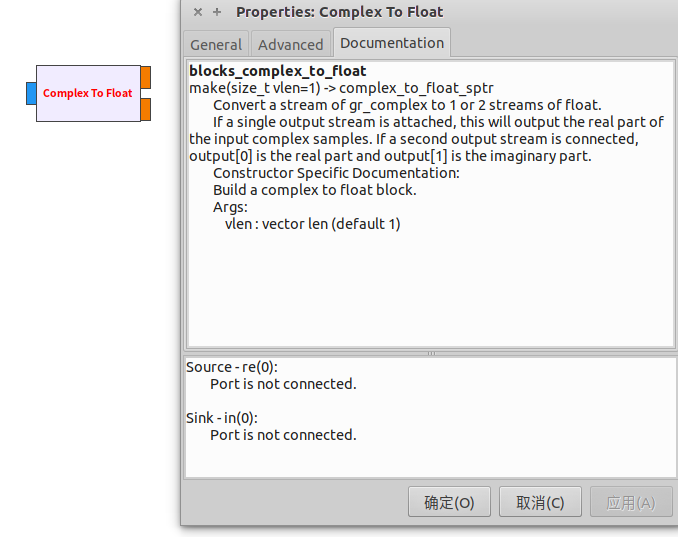 Properties: Complex To Float
General Advanced Documentation
Complex To Float
blocks_complex_to_float
make(size_t vlen=1) -> complex_to_float_sptr
Convert a stream of gr_complex to 1 or 2 streams of float.
If a single output stream is attached, this will output the real part of
the input complex samples. If a second output stream is connected,
output[0] is the real part and output[1] is the imaginary part.
Constructor Specific Documentation:
Build a complex to float block.
Args:
vlen : vector len (default 1)
Source - re(0):
Port is not connected.
Sink - in(0):
Port is not connected.
确定(O) 取消(C) 应用(A)